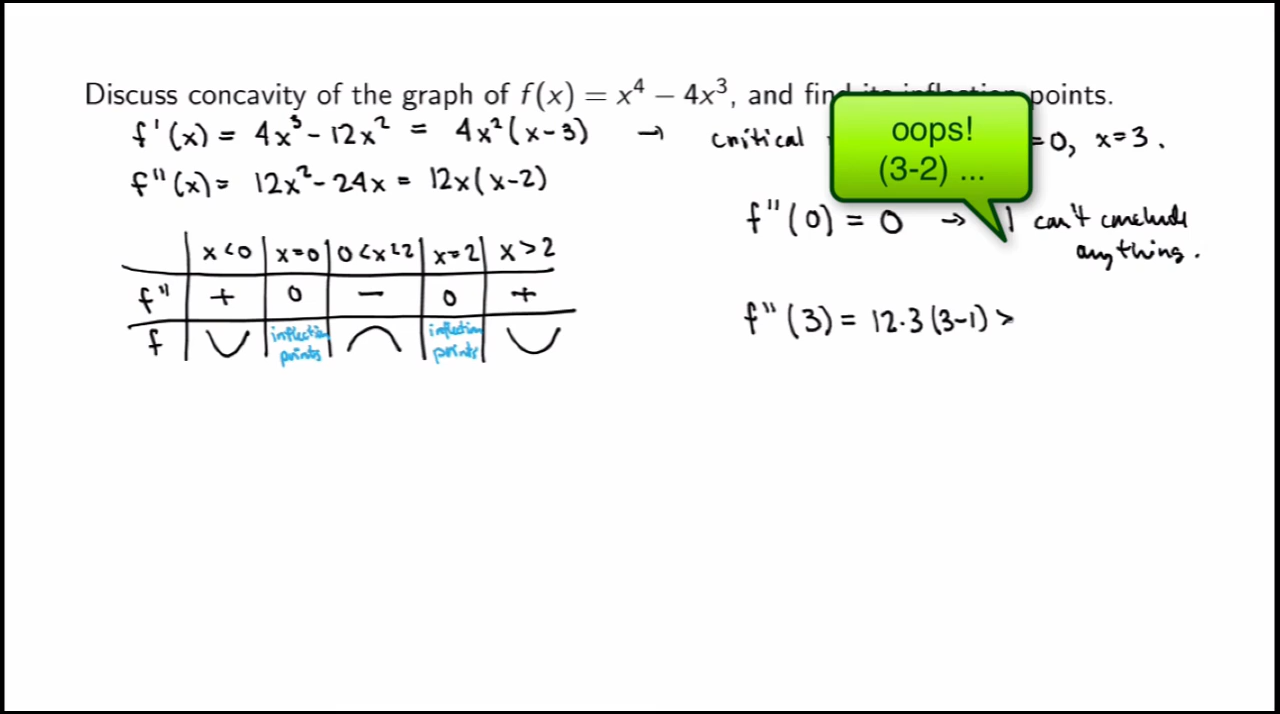 Discuss concavity of the graph of f(x) = x⁴ − 4x³, and find its inflection points.
f'(x) = 4x³ − 12x² = 4x²(x−3) → critical =0, x=3.
oops!
(3-2) ...
f"(x) = 12x² − 24x = 12x(x−2)
f"(0) = 0 → can't conclude
anything.
x<0 x=0 0<x<2 x=2 x>2
f" + 0 − 0 +
f inflection points inflection points
f"(3) = 12·3(3−1) >